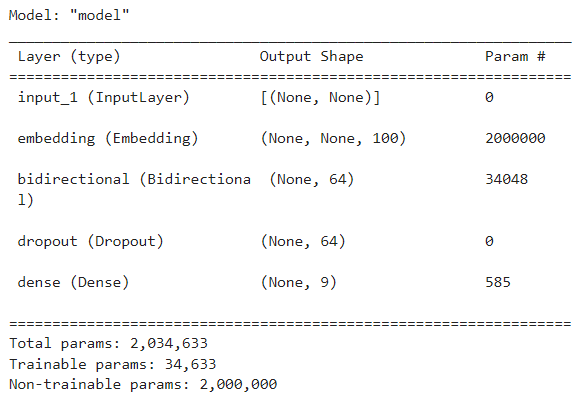 Model: "model"
_________________________________________________________________
Layer (type) Output Shape Param #
=================================================================
input_1 (InputLayer) [(None, None)] 0
embedding (Embedding) (None, None, 100) 2000000
bidirectional (Bidirectiona (None, 64) 34048
l)
dropout (Dropout) (None, 64) 0
dense (Dense) (None, 9) 585
=================================================================
Total params: 2,034,633
Trainable params: 34,633
Non-trainable params: 2,000,000